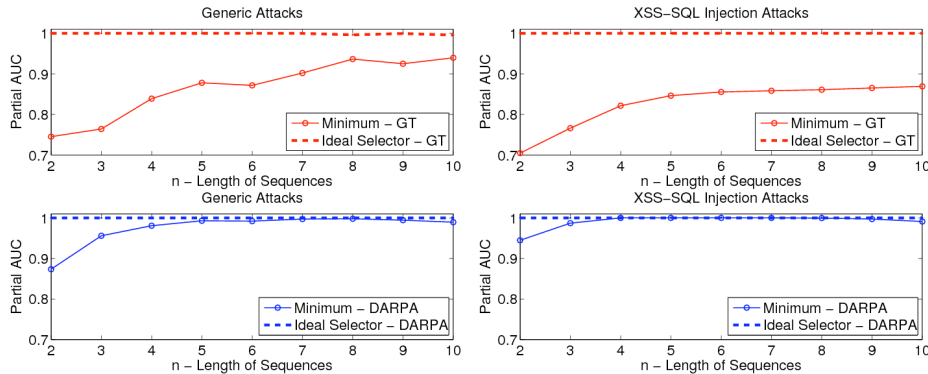 Generic Attacks
1
0.9
0.8
0.7
Partial AUC
Minimum − GT
Ideal Selector − GT
2 3 4 5 6 7 8 9 10
n − Length of Sequences
XSS−SQL Injection Attacks
1
0.9
0.8
0.7
Partial AUC
Minimum − GT
Ideal Selector − GT
2 3 4 5 6 7 8 9 10
n − Length of Sequences
Generic Attacks
1
0.9
0.8
0.7
Partial AUC
Minimum − DARPA
Ideal Selector − DARPA
2 3 4 5 6 7 8 9 10
n − Length of Sequences
XSS−SQL Injection Attacks
1
0.9
0.8
0.7
Partial AUC
Minimum − DARPA
Ideal Selector − DARPA
2 3 4 5 6 7 8 9 10
n − Length of Sequences